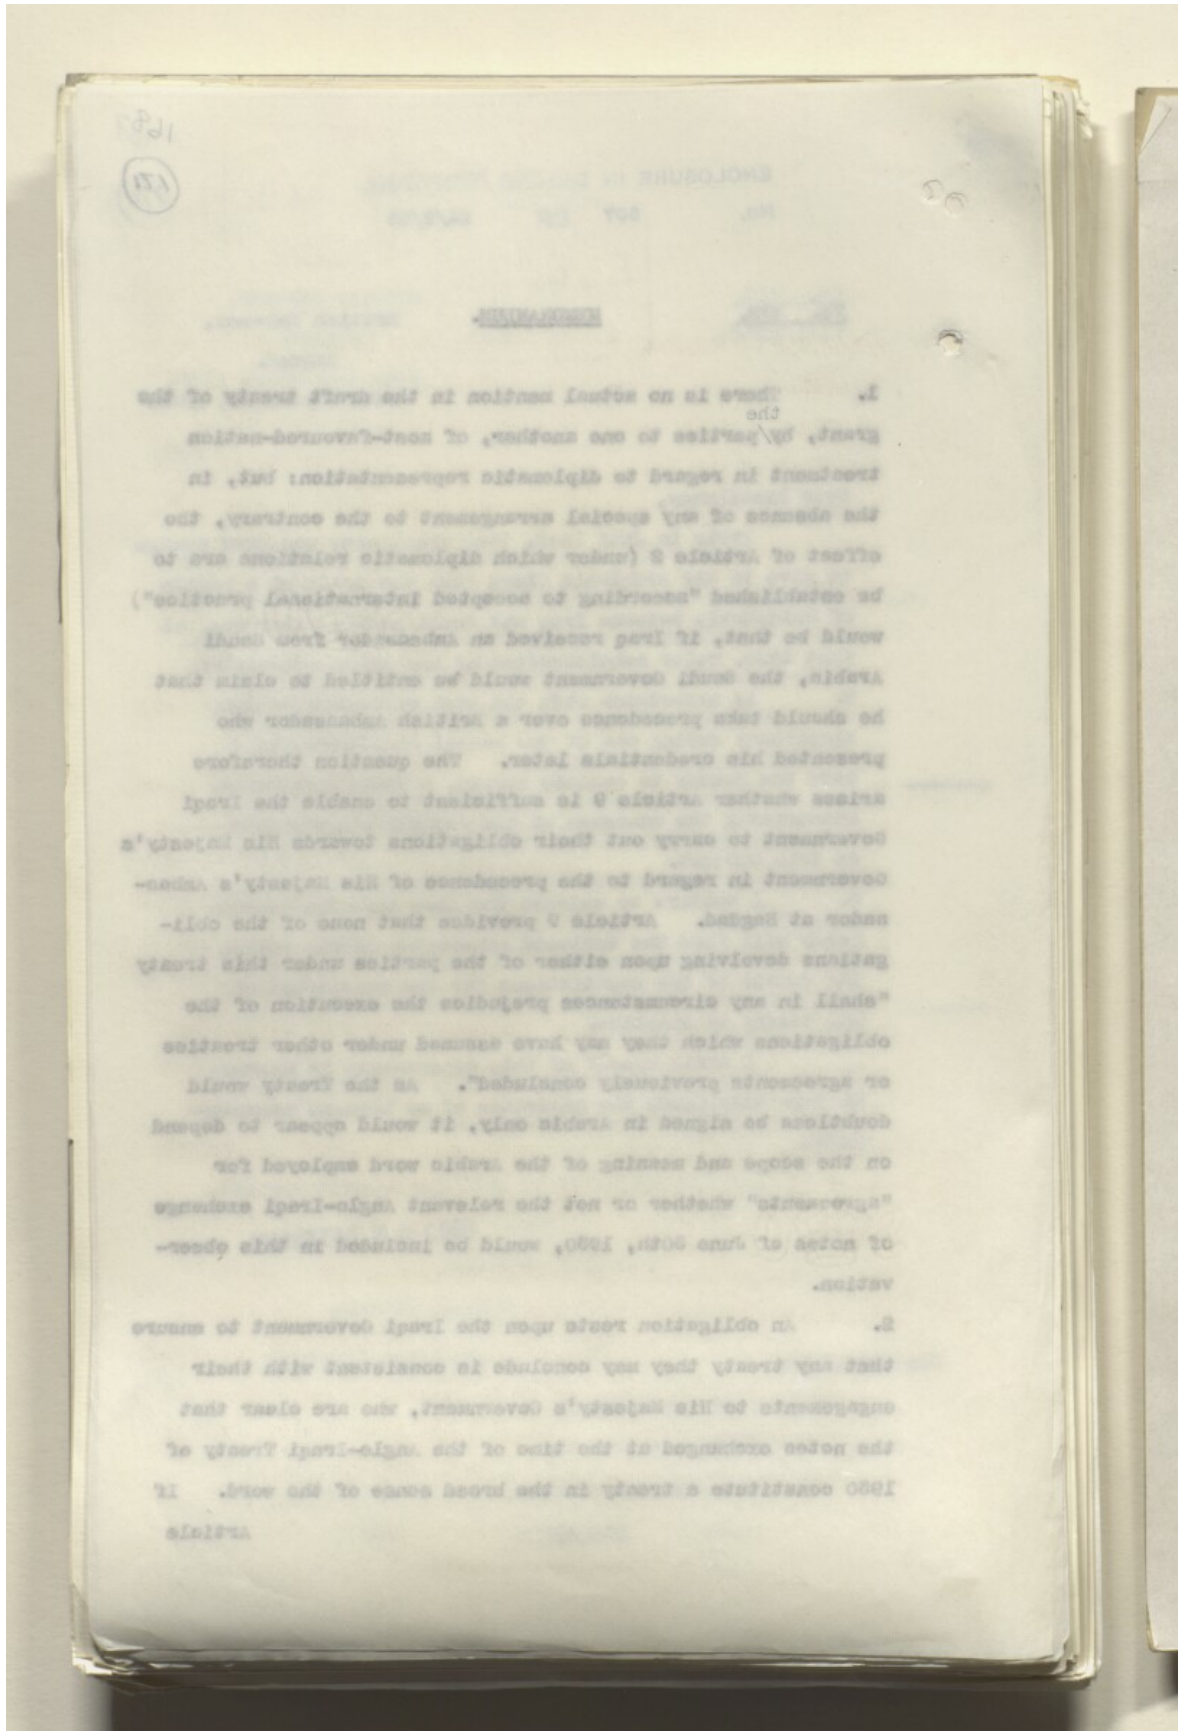 168
ENCLOSURE IN
No. 507
MEMORANDUM.
1. There is no actual mention in the draft treaty of the
grant, by the parties to one another, of most-favoured-nation
treatment in regard to diplomatic representation: but, in
the absence of any special arrangement to the contrary, the
effect of Article 2 (under which diplomatic relations are to
be established "according to accepted international practice")
would be that, if Iraq received an Ambassador from Saudi
Arabia, the Saudi Government would be entitled to claim that
he should take precedence over a British Ambassador who
presented his credentials later. The question therefore
arises whether Article 9 is sufficient to enable the Iraqi
Government to carry out their obligations towards His Majesty's
Government in regard to the precedence of His Majesty's Ambas-
sador at Bagdad. Article 9 provides that none of the obli-
gations devolving upon either of the parties under this treaty
"shall in any circumstances prejudice the execution of the
obligations which they may have assumed under other treaties
or agreements previously concluded". As the Treaty would
doubtless be signed in Arabic only, it would appear to depend
on the scope and meaning of the Arabic word employed for
"agreements" whether or not the relevant Anglo-Iraqi exchange
of notes of June 30th, 1930, would be included in this obser-
vation.
2. An obligation rests upon the Iraqi Government to ensure
that any treaty they may conclude is consistent with their
engagements to His Majesty's Government, who are clear that
the notes exchanged at the time of the Anglo-Iraqi Treaty of
1930 constitute a treaty in the broad sense of the word. If
Article